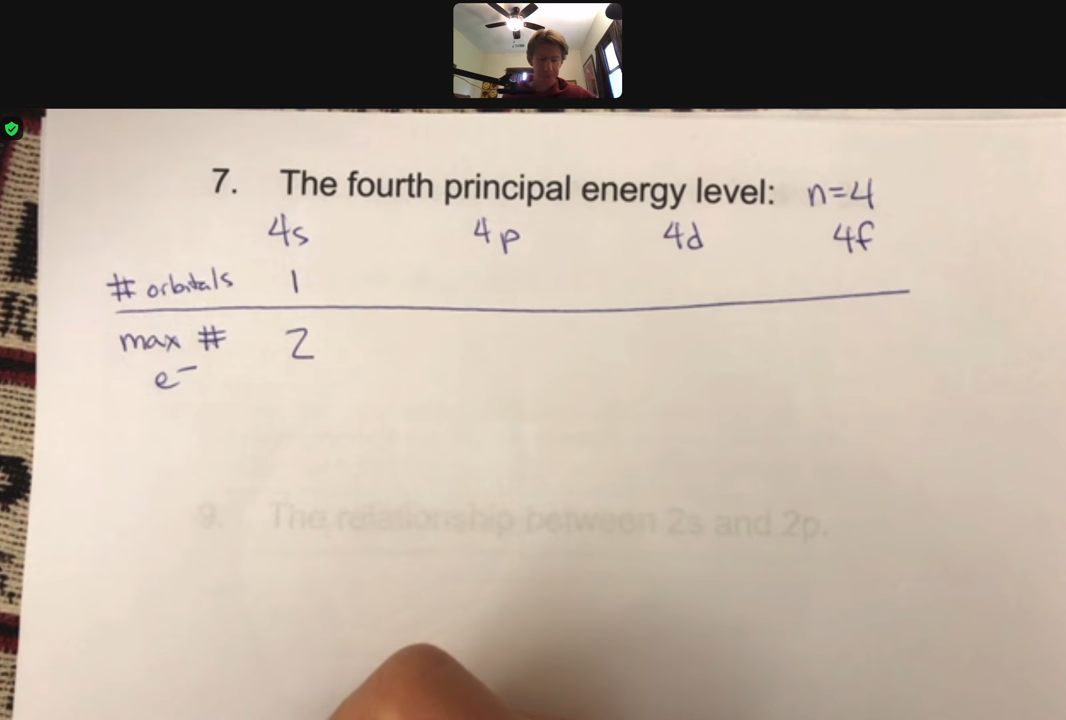 7. The fourth principal energy level: n=4
4s 4p 4d 4f
# orbitals 1
max # 2
e⁻
9. The relationship between 2s and 2p.